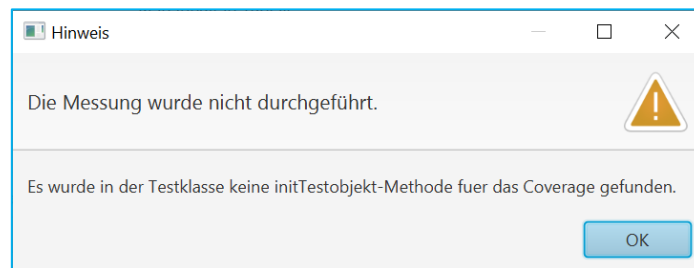 Hinweis
Die Messung wurde nicht durchgeführt.
Es wurde in der Testklasse keine initTestobjekt-Methode fuer das Coverage gefunden.
OK